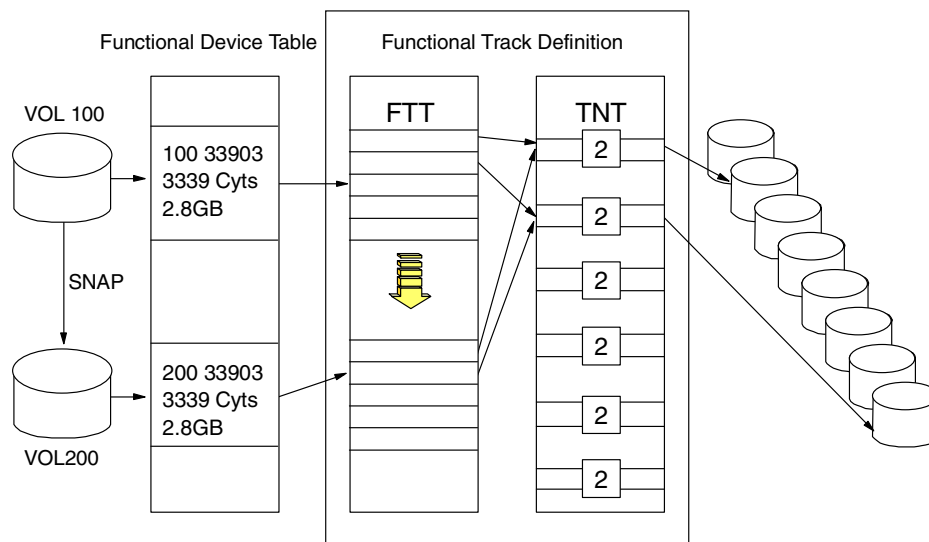 Functional Device Table
Functional Track Definition
VOL 100
100 33903
3339 Cyts
2.8GB
SNAP
200 33903
3339 Cyts
2.8GB
VOL200
FTT
TNT
2
2
2
2
2
2